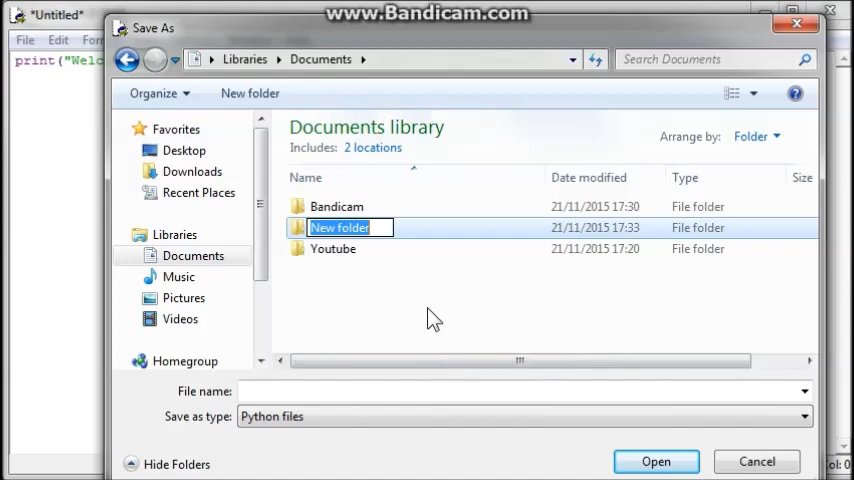 www.Bandicam.com
*Untitled*
File Edit
print("Welc
Save As
Libraries Documents
Search Documents
Organize New folder
Favorites
Desktop
Downloads
Recent Places
Libraries
Documents
Music
Pictures
Videos
Homegroup
Documents library
Includes: 2 locations
Arrange by: Folder
Name Date modified Type Size
Bandicam 21/11/2015 17:30 File folder
New folder 21/11/2015 17:33 File folder
Youtube 21/11/2015 17:20 File folder
File name:
Save as type: Python files
Hide Folders Open Cancel